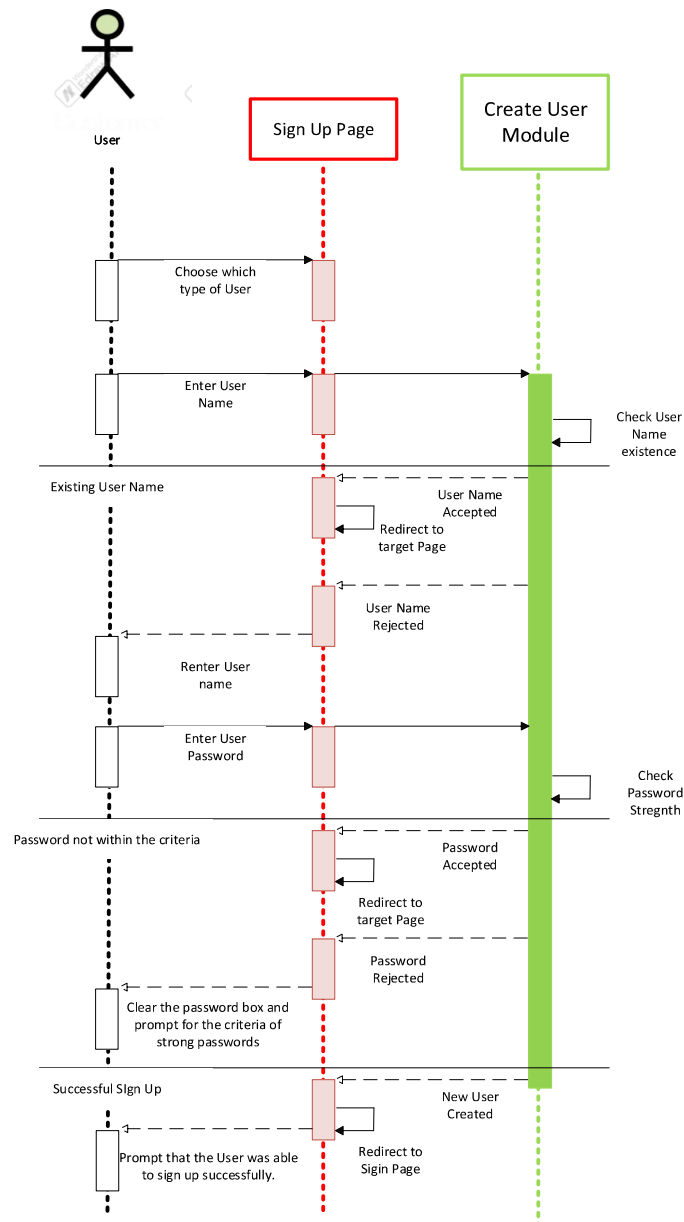 User
Sign Up Page
Create User
Module
Choose which
type of User
Enter User
Name
Check User
Name
existence
Existing User Name
User Name
Accepted
Redirect to
target Page
User Name
Rejected
Renter User
name
Enter User
Password
Check
Password
Stregnth
Password not within the criteria
Password
Accepted
Redirect to
target Page
Password
Rejected
Clear the password box and
prompt for the criteria of
strong passwords
Successful SIgn Up
New User
Created
Redirect to
Sigin Page
Prompt that the User was able
to sign up successfully.